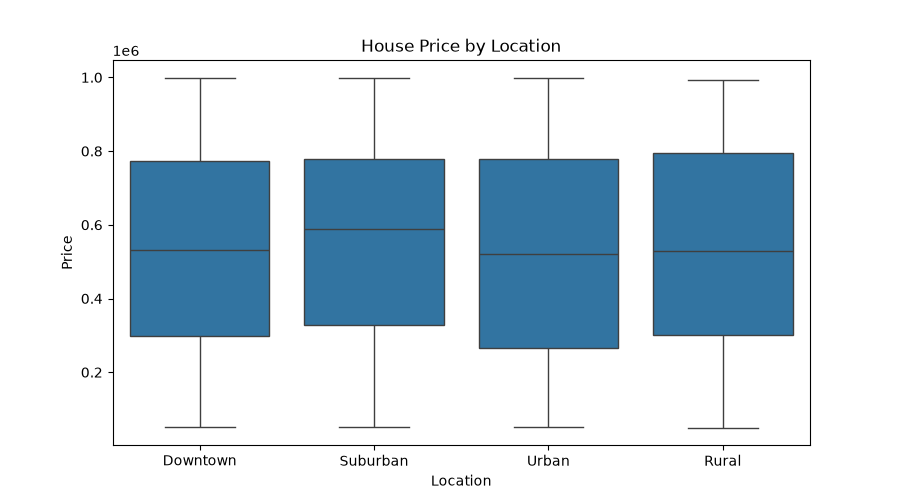 House Price by Location
1e6
1.0
0.8
0.6
0.4
0.2
Price
Downtown
Suburban
Urban
Rural
Location